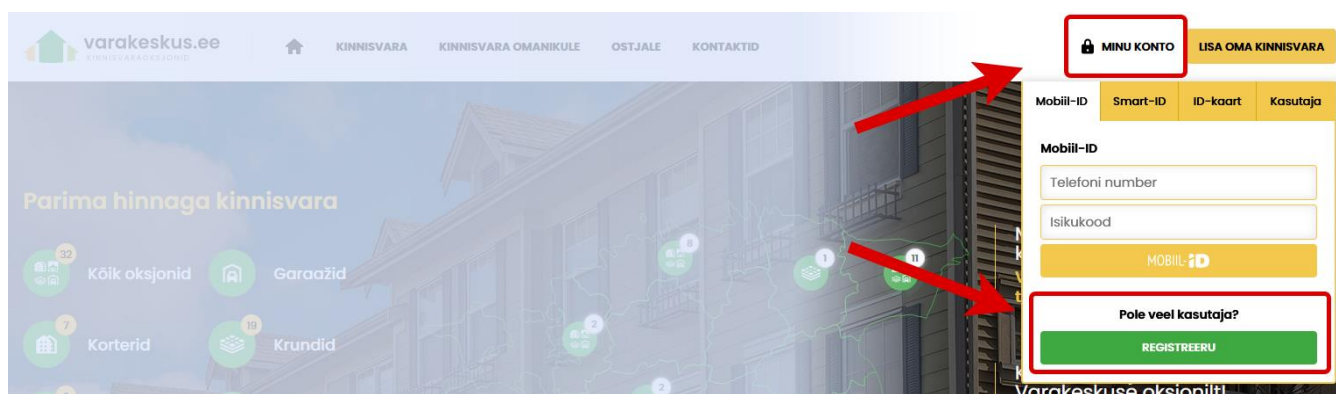 varakeskus.ee
KINNISVARAOKSJONID
KINNISVARA
KINNISVARA OMANIKULE
OSTJALE
KONTAKTID
MINU KONTO
LISA OMA KINNISVARA
Mobiil-ID
Smart-ID
ID-kaart
Kasutaja
Mobiil-ID
Telefoni number
Isikukood
MOBIIL-iD
Pole veel kasutaja?
REGISTREERU
Parima hinnaga kinnisvara
32
Kõik oksjonid
Garaažid
7
Korterid
19
Krundid
8
1
11
2
2
Varakeskuse oksjonilt!